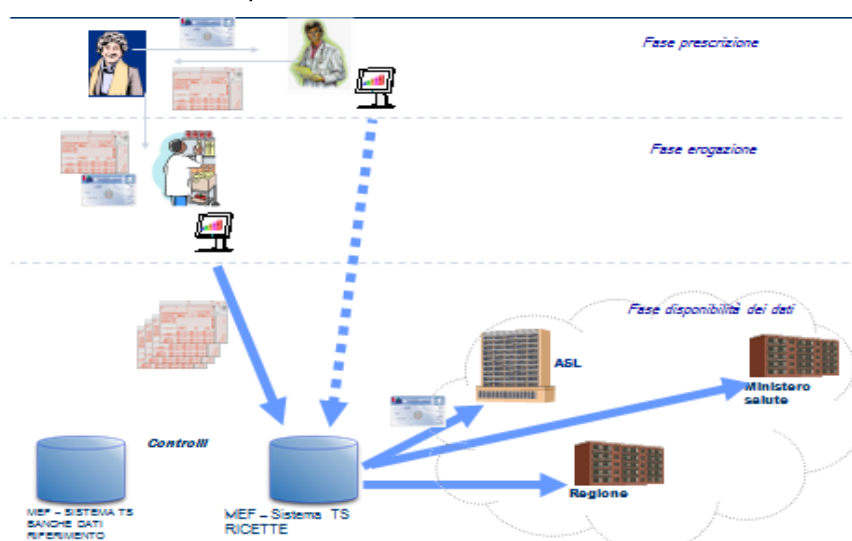 Fase prescrizione
Fase erogazione
Fase disponibilità dei dati
ASL
Ministero
salute
Controlli
Regione
MEF – SISTEMA TS
BANCHE DATI
RIFERIMENTO
MEF – Sistema TS
RICETTE